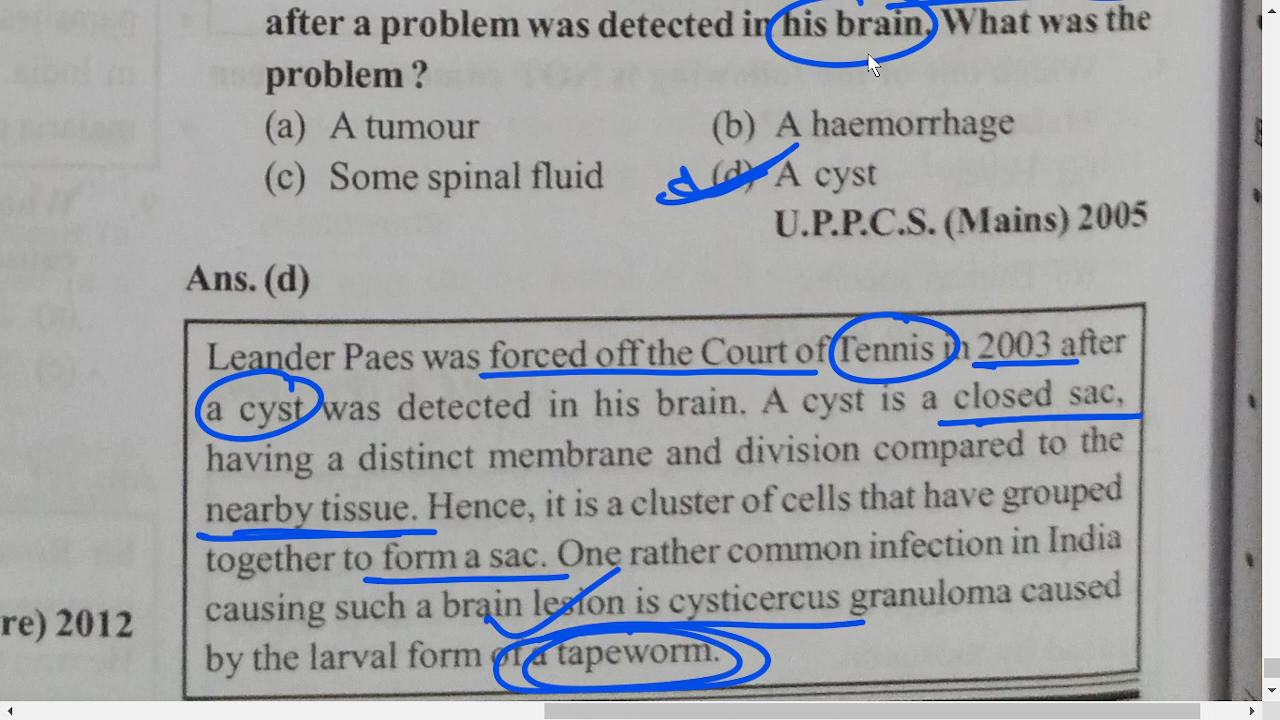 after a problem was detected in his brain. What was the
problem ?
(a) A tumour (b) A haemorrhage
(c) Some spinal fluid (d) A cyst
U.P.P.C.S. (Mains) 2005
Ans. (d)
Leander Paes was forced off the Court of Tennis in 2003 after
a cyst was detected in his brain. A cyst is a closed sac,
having a distinct membrane and division compared to the
nearby tissue. Hence, it is a cluster of cells that have grouped
together to form a sac. One rather common infection in India
causing such a brain lesion is cysticercus granuloma caused
by the larval form of a tapeworm.
re) 2012